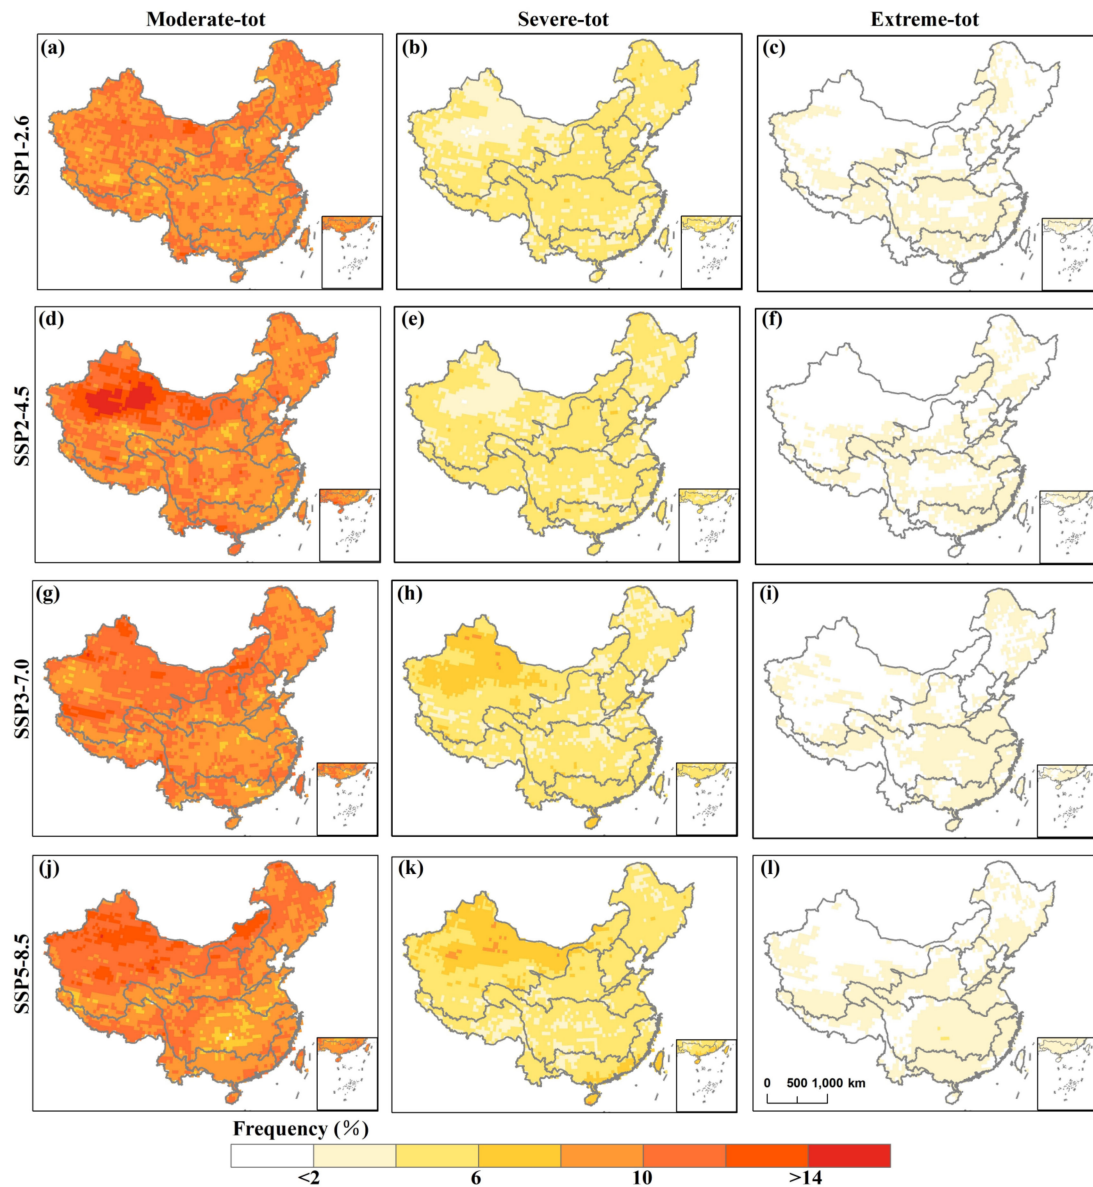 Moderate-tot Severe-tot Extreme-tot
SSP1-2.6
(a) (b) (c)
SSP2-4.5
(d) (e) (f)
SSP3-7.0
(g) (h) (i)
SSP5-8.5
(j) (k) (l)
0 500 1,000 km
Frequency (%)
<2 6 10 >14